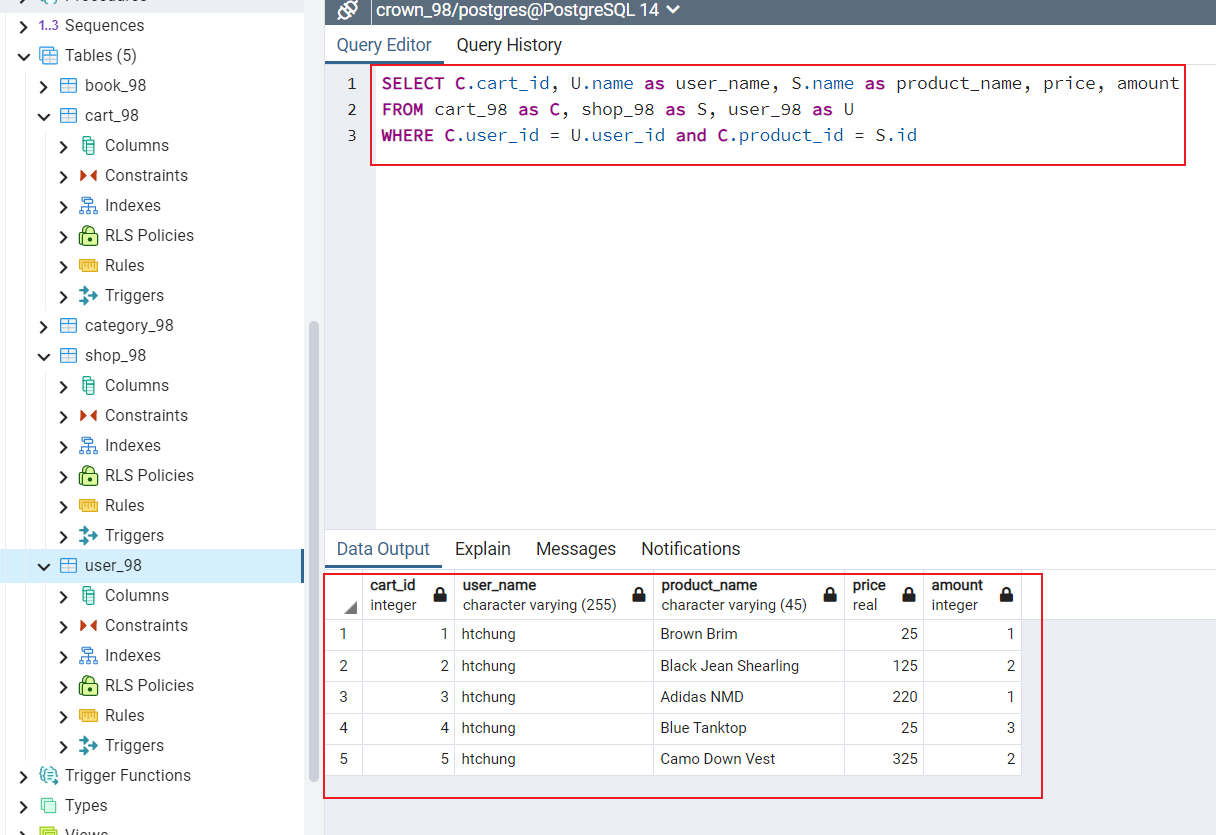 Procedures
1..3 Sequences
Tables (5)
book_98
cart_98
Columns
Constraints
Indexes
RLS Policies
Rules
Triggers
category_98
shop_98
Columns
Constraints
Indexes
RLS Policies
Rules
Triggers
user_98
Columns
Constraints
Indexes
RLS Policies
Rules
Triggers
Trigger Functions
Types
Views
crown_98/postgres@PostgreSQL 14
Query Editor Query History
1 SELECT C.cart_id, U.name as user_name, S.name as product_name, price, amount
2 FROM cart_98 as C, shop_98 as S, user_98 as U
3 WHERE C.user_id = U.user_id and C.product_id = S.id
Data Output Explain Messages Notifications
cart_id user_name product_name price amount
integer character varying (255) character varying (45) real integer
1 1 htchung Brown Brim 25 1
2 2 htchung Black Jean Shearling 125 2
3 3 htchung Adidas NMD 220 1
4 4 htchung Blue Tanktop 25 3
5 5 htchung Camo Down Vest 325 2